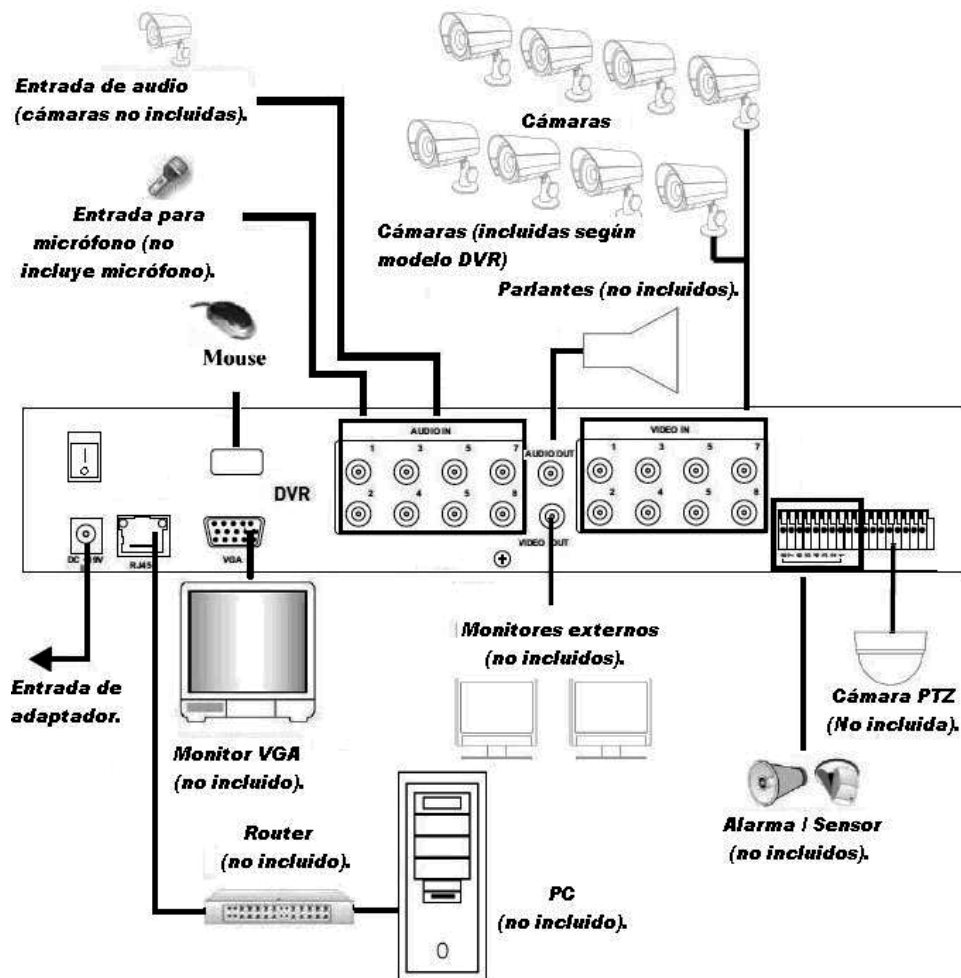 Entrada de audio
(cámaras no incluidas).
Cámaras
Entrada para
micrófono (no
incluye micrófono).
Cámaras (incluidas según
modelo DVR)
Parlantes (no incluidos).
Mouse
AUDIO IN
1 3 5 7
2 4 5 8
AUDIO OUT
VIDEO OUT
VIDEO IN
1 3 5 7
2 4 5 8
DVR
RJ45
VGA
Entrada de
adaptador.
Monitor VGA
(no incluido).
Monitores externos
(no incluidos).
Cámara PTZ
(No incluida).
Alarma / Sensor
(no incluidos).
Router
(no incluido).
PC
(no incluido).